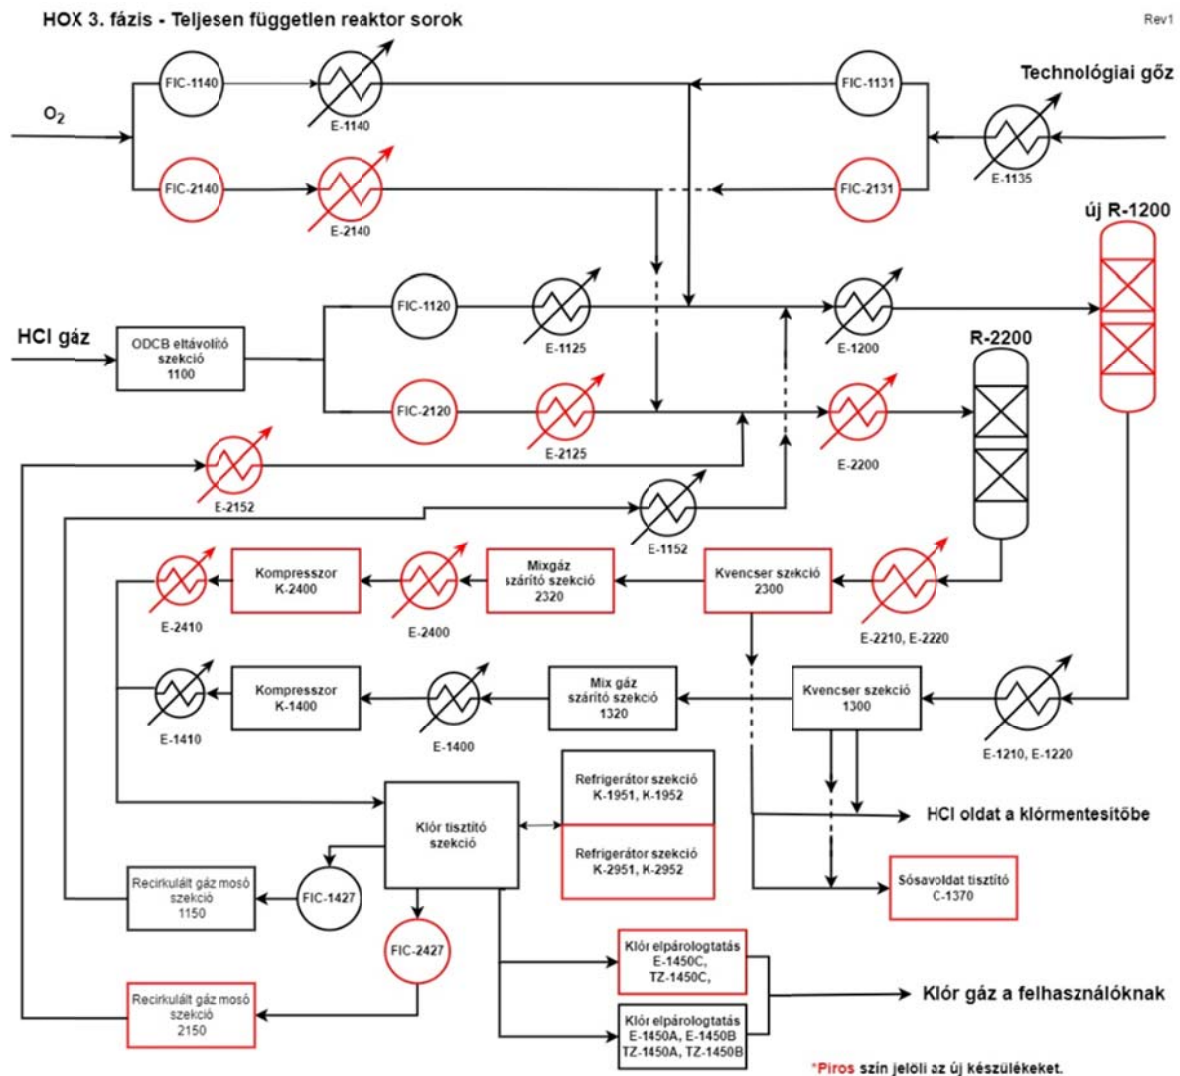 HOX 3. fázis - Teljesen független reaktor sorok
Rev1
Technológiai gőz
O2
FIC-1140
E-1140
FIC-1131
E-1135
FIC-2140
E-2140
FIC-2131
új R-1200
HCl gáz
ODCB eltávolító
szekció
1100
FIC-1120
E-1125
E-1200
R-2200
FIC-2120
E-2125
E-2200
E-2152
E-1152
E-2410
Kompresszor
K-2400
E-2400
Mixgáz
szárító szekció
2320
Kvencser szekció
2300
E-2210, E-2220
E-1410
Kompresszor
K-1400
E-1400
Mix gáz
szárító szekció
1320
Kvencser szekció
1300
E-1210, E-1220
Klór tisztító
szekció
Refrigerátor szekció
K-1951, K-1952
Refrigerátor szekció
K-2951, K-2952
HCl oldat a klórmentesitőbe
Sósavoldat tisztító
C-1370
Recirkulált gáz mosó
szekció
1150
FIC-1427
FIC-2427
Recirkulált gáz mosó
szekció
2150
Klór elpárologtatás
E-1450C,
TZ-1450C,
Klór elpárologtatás
E-1450A, E-1450B
TZ-1450A, TZ-1450B
Klór gáz a felhasználóknak
*Piros szín jelöli az új készülékeket.